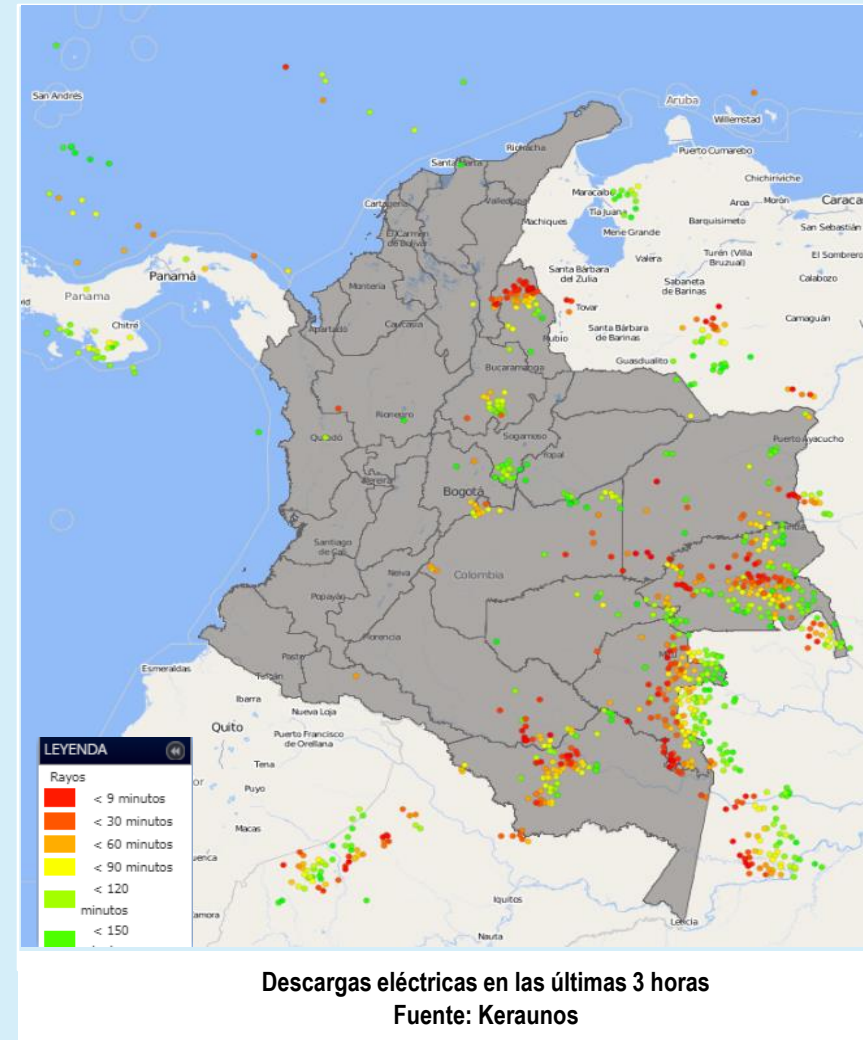 San Andrés
Aruba
Willemstad
Riohacha
Puerto Cumarebo
Santa Marta
Chichiriviche
Maracaibo
Cartagena
Valledupar
Aroa
Morón
Caracas
Tía Juana
Machiques
Barquisimeto
San Sebastián
El Carmen
de Bolívar
Mene Grande
Valera
Turén (Villa
Bruzual)
El Sombrero
Panamá
Santa Bárbara
del Zulia
Calabozo
Montería
Sabaneta
de Barinas
Panama
Tovar
Camaguán
Chitré
Apartadó
Caucasia
Rubio
Santa Bárbara
de Barinas
Guasdualito
Bucaramanga
Rionegro
Quibdó
Sogamoso
Puerto Ayacucho
Yopal
Pereira
Bogotá
Santiago
de Cali
Neiva
Colombia
Popayán
Florencia
Pasto
Esmeraldas
Tulcán
Ibarra
Nueva Loja
Quito
Puerto Francisco
de Orellana
Tena
Puyo
Macas
Iquitos
Nauta
Leticia
LEYENDA
Rayos
< 9 minutos
< 30 minutos
< 60 minutos
< 90 minutos
< 120
minutos
< 150
Descargas eléctricas en las últimas 3 horas
Fuente: Keraunos